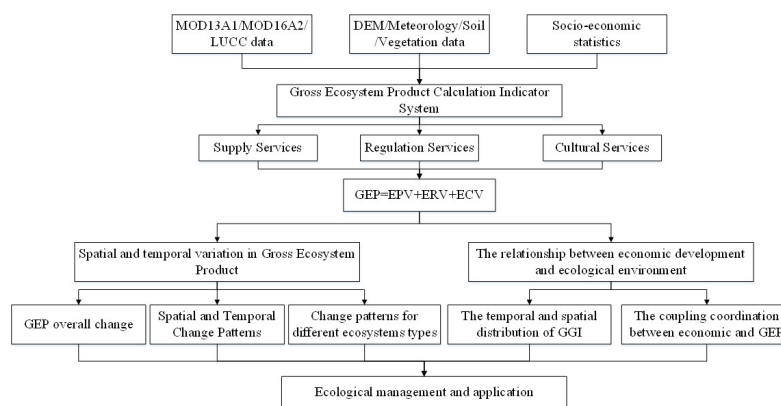 MOD13A1/MOD16A2/
LUCC data
DEM/Meteorology/Soil
/Vegetation data
Socio-economic
statistics
Gross Ecosystem Product Calculation Indicator
System
Supply Services
Regulation Services
Cultural Services
GEP=EPV+ERV+ECV
Spatial and temporal variation in Gross Ecosystem
Product
The relationship between economic development
and ecological environment
GEP overall change
Spatial and Temporal
Change Patterns
Change patterns for
different ecosystems types
The temporal and spatial
distribution of GGI
The coupling coordination
between economic and GEP
Ecological management and application